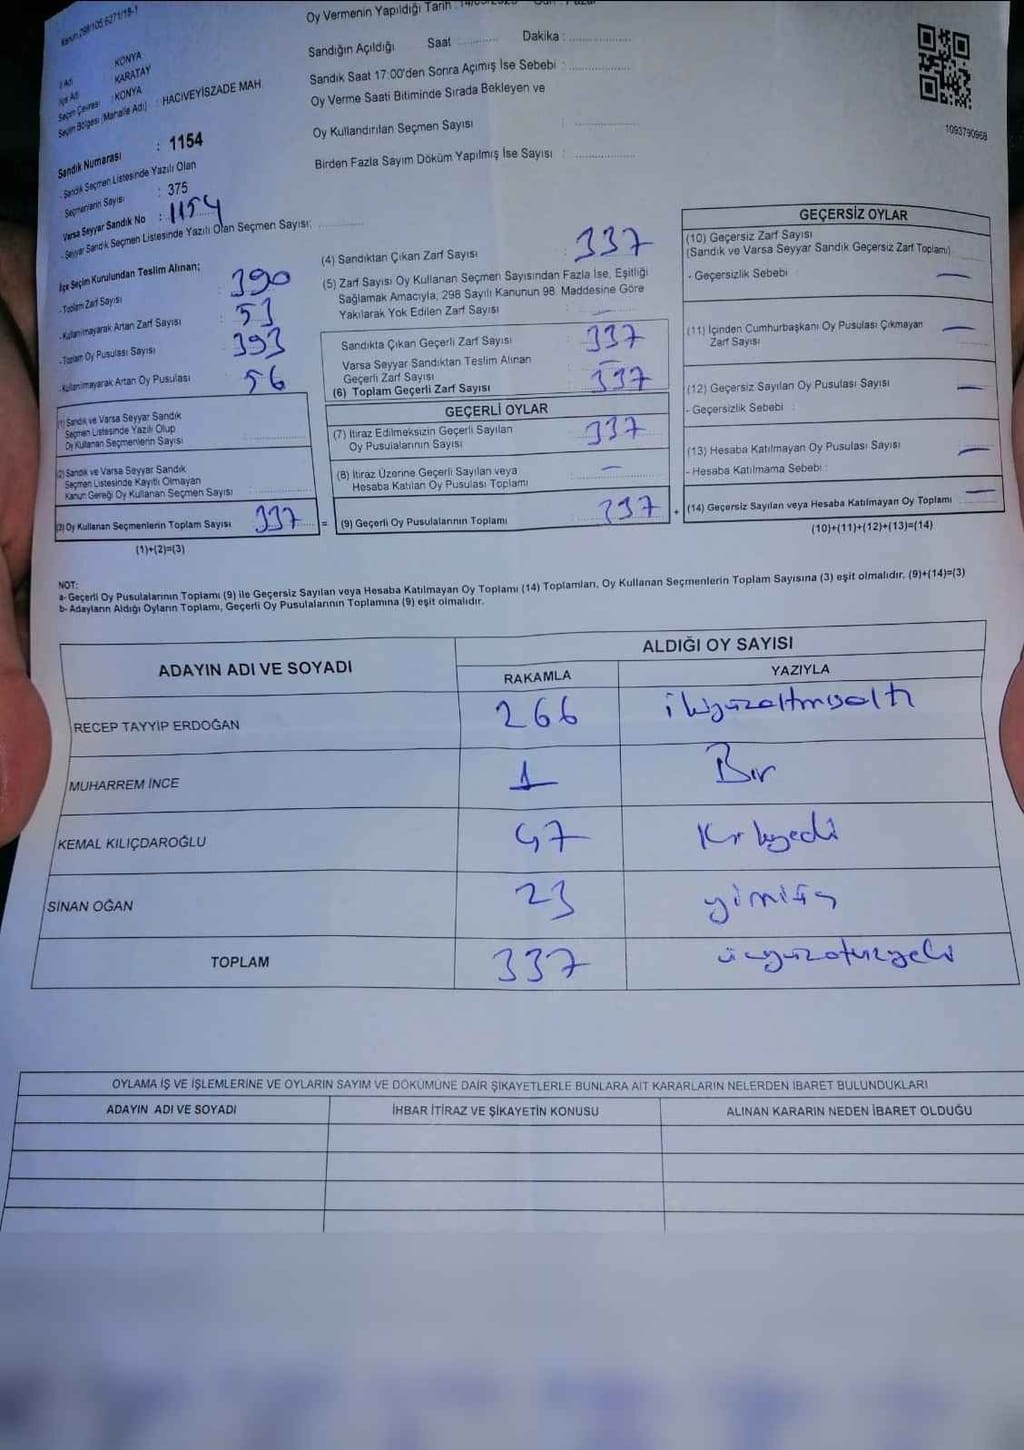 Kanun 298/105 6271/18-1
İl Adı : KONYA
İlçe Adı : KARATAY
Seçim Çevresi : KONYA
Seçim Bölgesi (Mahalle Adı) : HACIVEYİSZADE MAH
Sandık Numarası : 1154
- Sandık Seçmen Listesinde Yazılı Olan
Seçmenlerin Sayısı : 375
Varsa Seyyar Sandık No : 1154
- Seyyar Sandık Seçmen Listesinde Yazılı Olan Seçmen Sayısı:
İlçe Seçim Kurulundan Teslim Alınan;
- Toplam Zarf Sayısı : 390
- Kullanılmayarak Artan Zarf Sayısı : 53
- Toplam Oy Pusulası Sayısı : 393
- Kullanılmayarak Artan Oy Pusulası : 56
(1) Sandık ve Varsa Seyyar Sandık
Seçmen Listesinde Yazılı Olup
Oy Kullanan Seçmenlerin Sayısı
(2) Sandık ve Varsa Seyyar Sandık
Seçmen Listesinde Kayıtlı Olmayan
Kanun Gereği Oy Kullanan Seçmen Sayısı
(3) Oy Kullanan Seçmenlerin Toplam Sayısı 337
(1)+(2)=(3)
Oy Vermenin Yapıldığı Tarih :
Sandığın Açıldığı Saat Dakika :
Sandık Saat 17:00'den Sonra Açımış İse Sebebi :
Oy Verme Saati Bitiminde Sırada Bekleyen ve
Oy Kullandırılan Seçmen Sayısı :
Birden Fazla Sayım Döküm Yapılmış İse Sayısı :
1093790968
(4) Sandıktan Çıkan Zarf Sayısı : 337
(5) Zarf Sayısı Oy Kullanan Seçmen Sayısından Fazla İse, Eşitliği
Sağlamak Amacıyla, 298 Sayılı Kanunun 98. Maddesine Göre
Yakılarak Yok Edilen Zarf Sayısı : —
Sandıkta Çıkan Geçerli Zarf Sayısı : 337
Varsa Seyyar Sandıktan Teslim Alınan
Geçerli Zarf Sayısı
(6) Toplam Geçerli Zarf Sayısı 337
GEÇERLİ OYLAR
(7) İtiraz Edilmeksizin Geçerli Sayılan
Oy Pusulalarının Sayısı 337
(8) İtiraz Üzerine Geçerli Sayılan veya
Hesaba Katılan Oy Pusulası Toplamı —
= (9) Geçerli Oy Pusulalarının Toplamı 337 +
GEÇERSİZ OYLAR
(10) Geçersiz Zarf Sayısı
(Sandık ve Varsa Seyyar Sandık Geçersiz Zarf Toplamı)
- Geçersizlik Sebebi —
(11) İçinden Cumhurbaşkanı Oy Pusulası Çıkmayan
Zarf Sayısı —
(12) Geçersiz Sayılan Oy Pusulası Sayısı —
- Geçersizlik Sebebi :
(13) Hesaba Katılmayan Oy Pusulası Sayısı —
- Hesaba Katılmama Sebebi :
(14) Geçersiz Sayılan veya Hesaba Katılmayan Oy Toplamı —
(10)+(11)+(12)+(13)=(14)
NOT:
a- Geçerli Oy Pusulalarının Toplamı (9) ile Geçersiz Sayılan veya Hesaba Katılmayan Oy Toplamı (14) Toplamları, Oy Kullanan Seçmenlerin Toplam Sayısına (3) eşit olmalıdır. (9)+(14)=(3)
b- Adayların Aldığı Oyların Toplamı, Geçerli Oy Pusulalarının Toplamına (9) eşit olmalıdır.
ADAYIN ADI VE SOYADI ALDIĞI OY SAYISI
RAKAMLA YAZIYLA
RECEP TAYYİP ERDOĞAN 266 ikiyüzaltmışaltı
MUHARREM İNCE 1 Bir
KEMAL KILIÇDAROĞLU 47 Kırkyedi
SİNAN OĞAN 23
TOPLAM 337 üçyüzotuzyedi
OYLAMA İŞ VE İŞLEMLERİNE VE OYLARIN SAYIM VE DÖKÜMÜNE DAİR ŞİKAYETLERLE BUNLARA AİT KARARLARIN NELERDEN İBARET BULUNDUKLARI
ADAYIN ADI VE SOYADI İHBAR İTİRAZ VE ŞİKAYETİN KONUSU ALINAN KARARIN NEDEN İBARET OLDUĞU